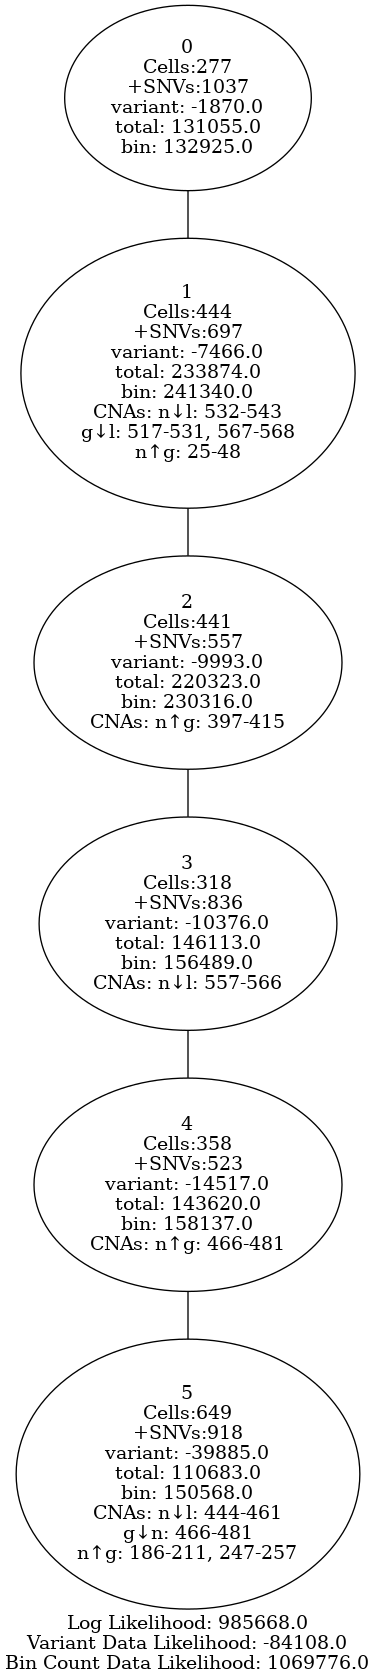 0
Cells:277
+SNVs:1037
variant: -1870.0
total: 131055.0
bin: 132925.0
1
Cells:444
+SNVs:697
variant: -7466.0
total: 233874.0
bin: 241340.0
CNAs: n↓l: 532-543
g↓l: 517-531, 567-568
n↑g: 25-48
2
Cells:441
+SNVs:557
variant: -9993.0
total: 220323.0
bin: 230316.0
CNAs: n↑g: 397-415
3
Cells:318
+SNVs:836
variant: -10376.0
total: 146113.0
bin: 156489.0
CNAs: n↓l: 557-566
4
Cells:358
+SNVs:523
variant: -14517.0
total: 143620.0
bin: 158137.0
CNAs: n↑g: 466-481
5
Cells:649
+SNVs:918
variant: -39885.0
total: 110683.0
bin: 150568.0
CNAs: n↓l: 444-461
g↓n: 466-481
n↑g: 186-211, 247-257
Log Likelihood: 985668.0
Variant Data Likelihood: -84108.0
Bin Count Data Likelihood: 1069776.0